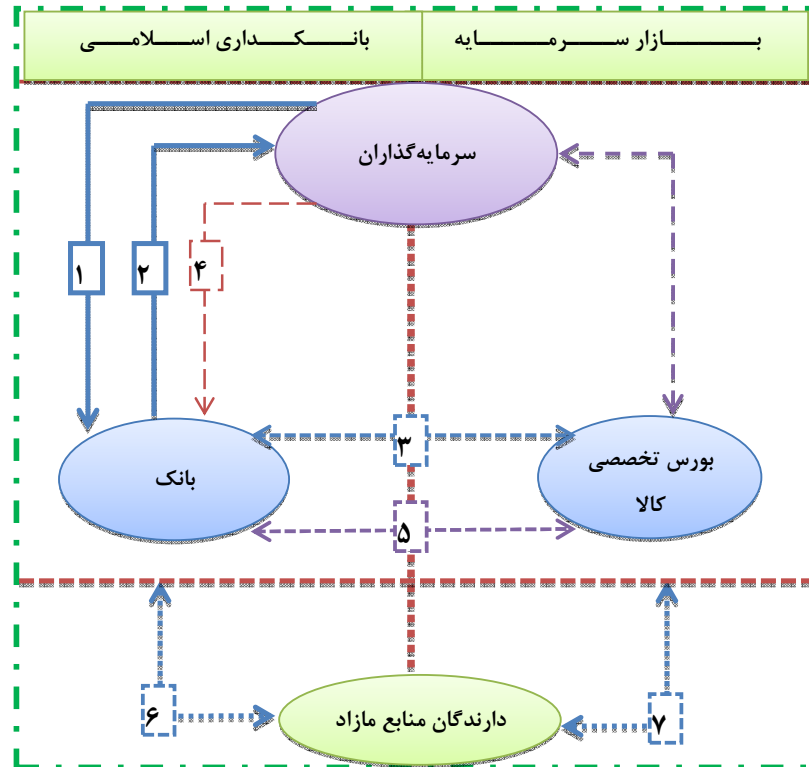 بازار سرمایه
بانکداری اسلامی
سرمایه‌گذاران
۱
۲
۴
۳
بورس تخصصی
کالا
بانک
۵
۶
۷
دارندگان منابع مازاد